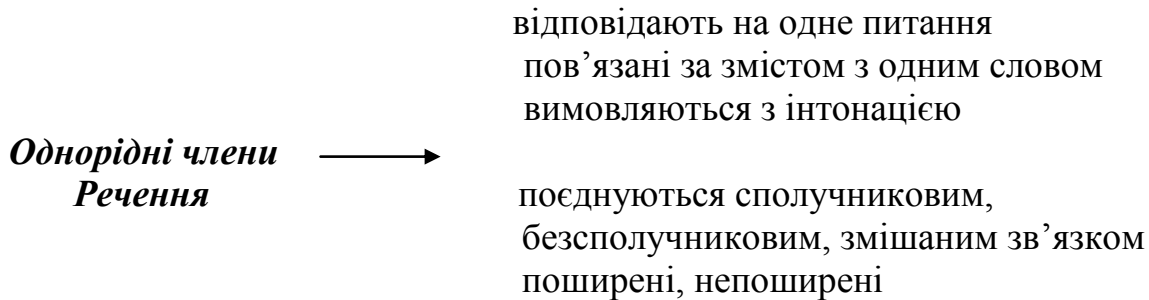 відповідають на одне питання
пов’язані за змістом з одним словом
вимовляються з інтонацією
Однорідні члени
Речення
поєднуються сполучниковим,
безсполучниковим, змішаним зв’язком
поширені, непоширені